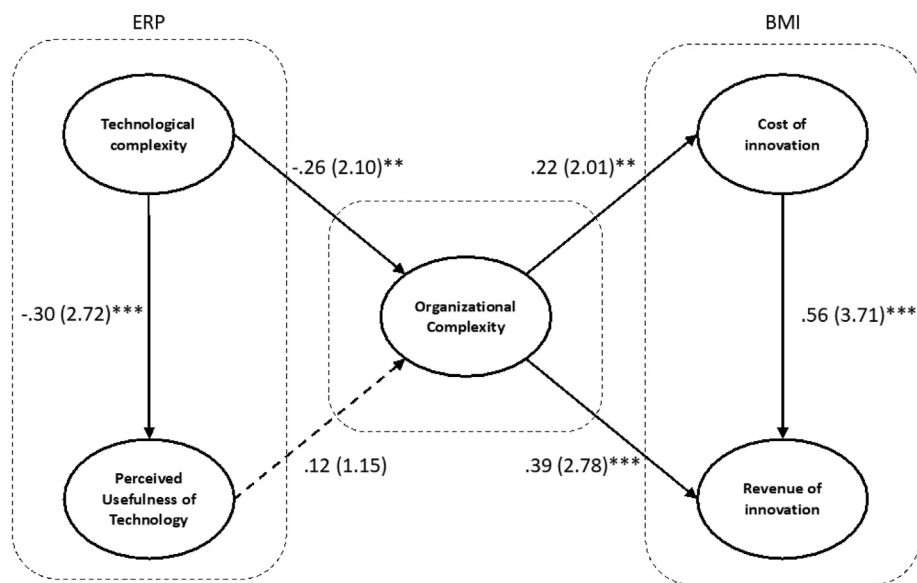 ERP
BMI
Technological
complexity
Cost of
innovation
-.26 (2.10)**
.22 (2.01)**
Organizational
Complexity
-.30 (2.72)***
.56 (3.71)***
.12 (1.15)
.39 (2.78)***
Perceived
Usefulness of
Technology
Revenue of
innovation